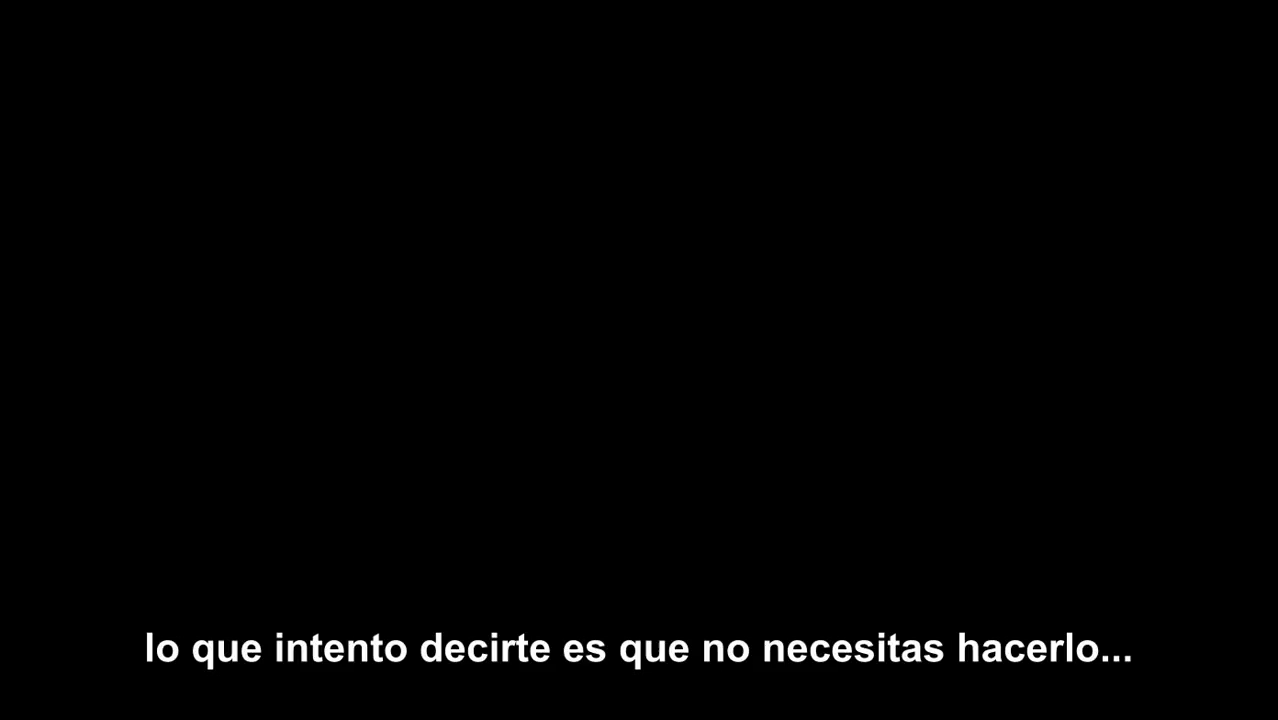 lo que intento decirte es que no necesitas hacerlo...